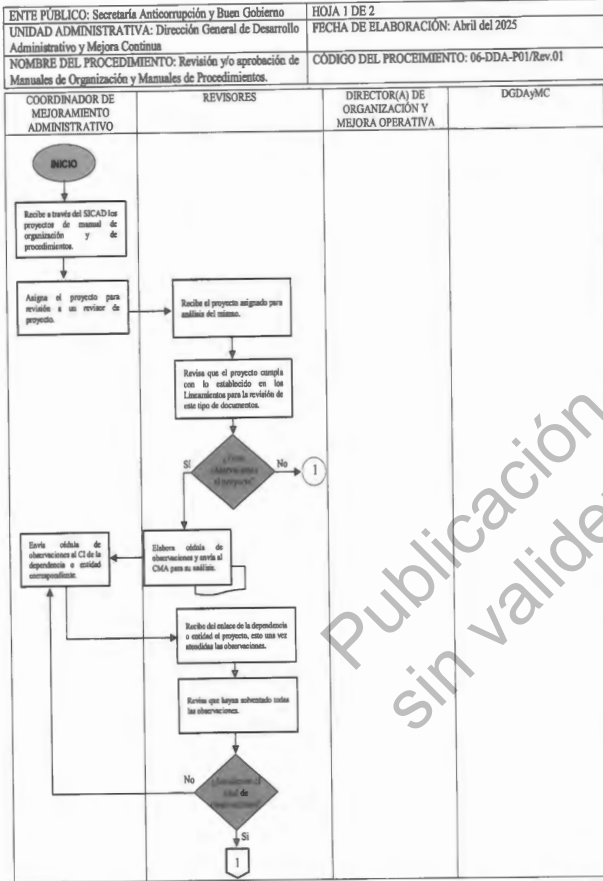 ENTE PÚBLICO: Secretaría Anticorrupción y Buen Gobierno
HOJA 1 DE 2
UNIDAD ADMINISTRATIVA: Dirección General de Desarrollo
Administrativo y Mejora Continua
FECHA DE ELABORACIÓN: Abril del 2025
NOMBRE DEL PROCEDIMIENTO: Revisión y/o aprobación de
Manuales de Organización y Manuales de Procedimientos.
CÓDIGO DEL PROCEIMIENTO: 06-DDA-P01/Rev.01
COORDINADOR DE
MEJORAMIENTO
ADMINISTRATIVO
REVISORES
DIRECTOR(A) DE
ORGANIZACIÓN Y
MEJORA OPERATIVA
DGDAyMC
INICIO
Recibe a través del SICAD los
proyectos de manual de
organización y de
procedimientos.
Asigna el proyecto para
revisión a un revisor de
proyecto.
Recibe el proyecto asignado para
análisis del mismo.
Revisa que el proyecto cumpla
con lo establecido en los
Lineamientos para la revisión de
este tipo de documentos.
observaciones
el proyecto?
Sí
No
1
Envía cédula de
observaciones al CI de la
dependencia o entidad
correspondiente.
Elabora cédula de
observaciones y envía al
CMA para su análisis.
Recibe del enlace de la dependencia
o entidad el proyecto, esto una vez
atendidas las observaciones.
Revisa que hayan solventado todas
las observaciones.
No
total de
observaciones?
Sí
1
Publicación
sin valide